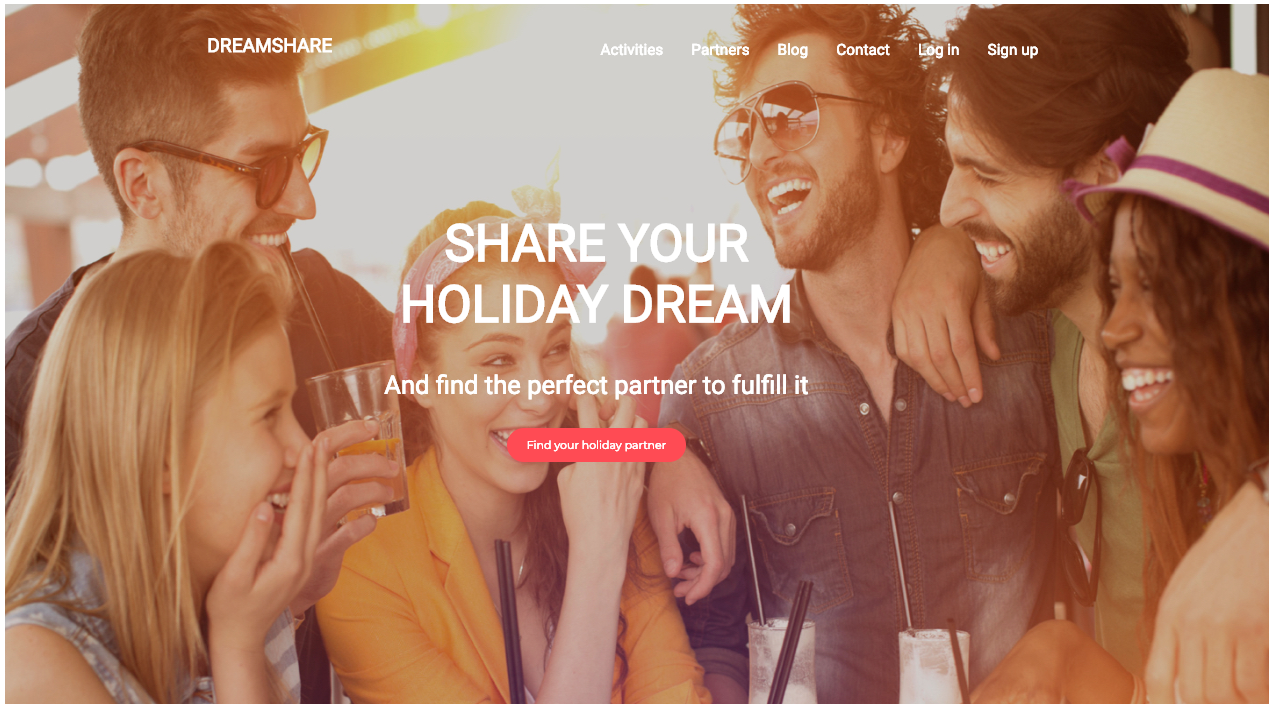 DREAMSHARE
Activities Partners Blog Contact Log in Sign up
SHARE YOUR
HOLIDAY DREAM
And find the perfect partner to fulfill it
Find your holiday partner